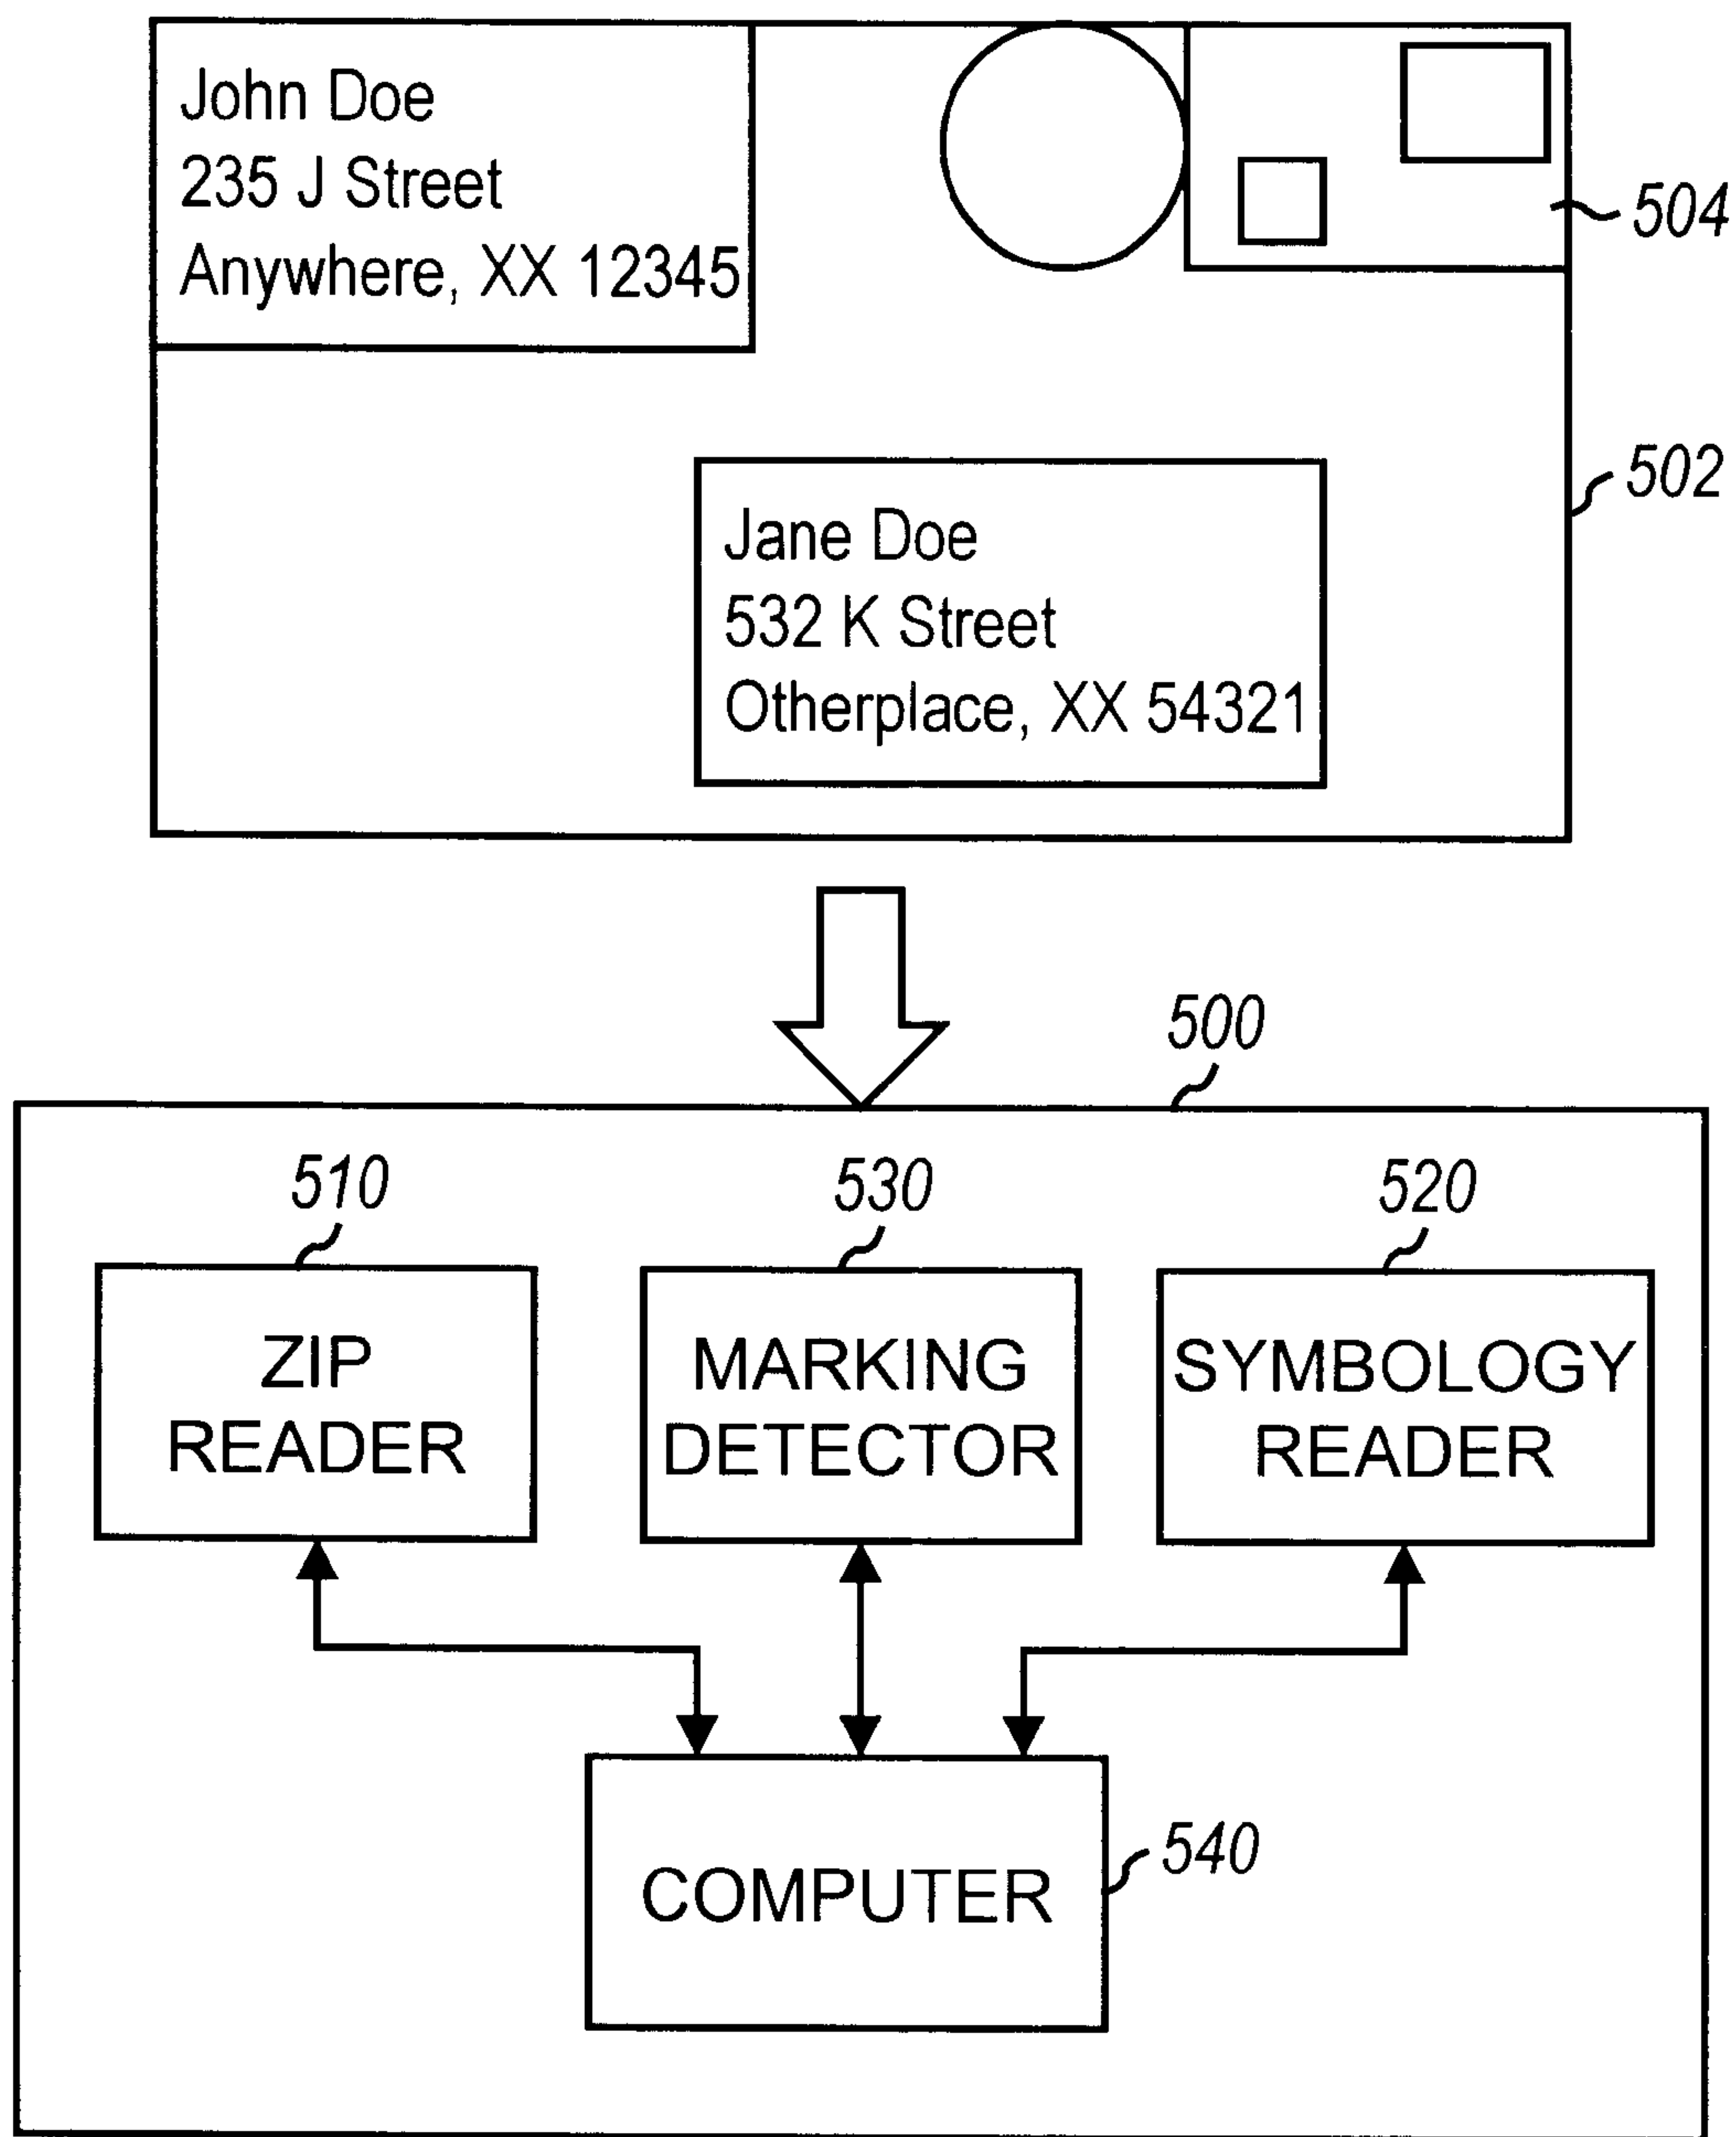 John Doe
235 J Street
Anywhere, XX 12345
504
502
Jane Doe
532 K Street
Otherplace, XX 54321
500
510
530
520
ZIP
READER
MARKING
DETECTOR
SYMBOLOGY
READER
COMPUTER
540